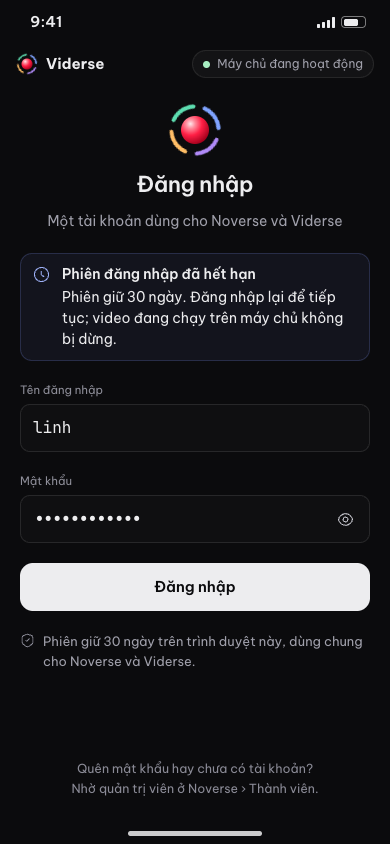 9:41
Viderse
Máy chủ đang hoạt động
Đăng nhập
Một tài khoản dùng cho Noverse và Viderse
Phiên đăng nhập đã hết hạn
Phiên giữ 30 ngày. Đăng nhập lại để tiếp
tục; video đang chạy trên máy chủ không
bị dừng.
Tên đăng nhập
linh
Mật khẩu
••••••••••••
Đăng nhập
Phiên giữ 30 ngày trên trình duyệt này, dùng chung
cho Noverse và Viderse.
Quên mật khẩu hay chưa có tài khoản?
Nhờ quản trị viên ở Noverse › Thành viên.